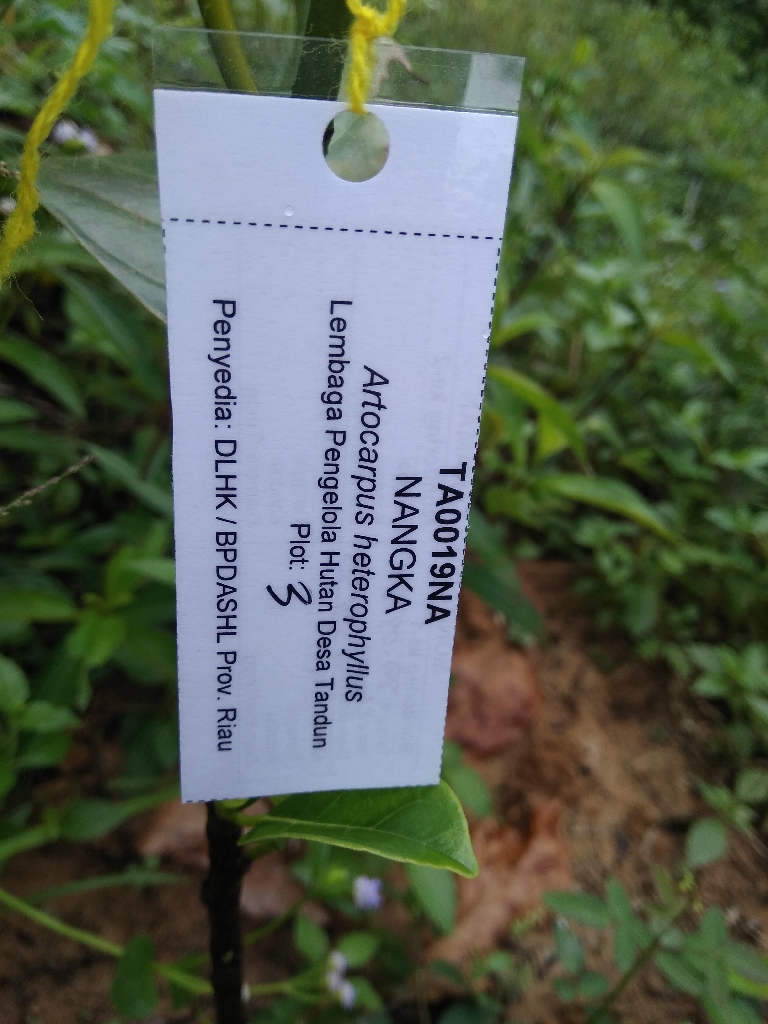 TA0019NA
NANGKA
Artocarpus heterophyllus
Lembaga Pengelola Hutan Desa Tandun
Plot: 3
Penyedia: DLHK / BPDASHL Prov. Riau